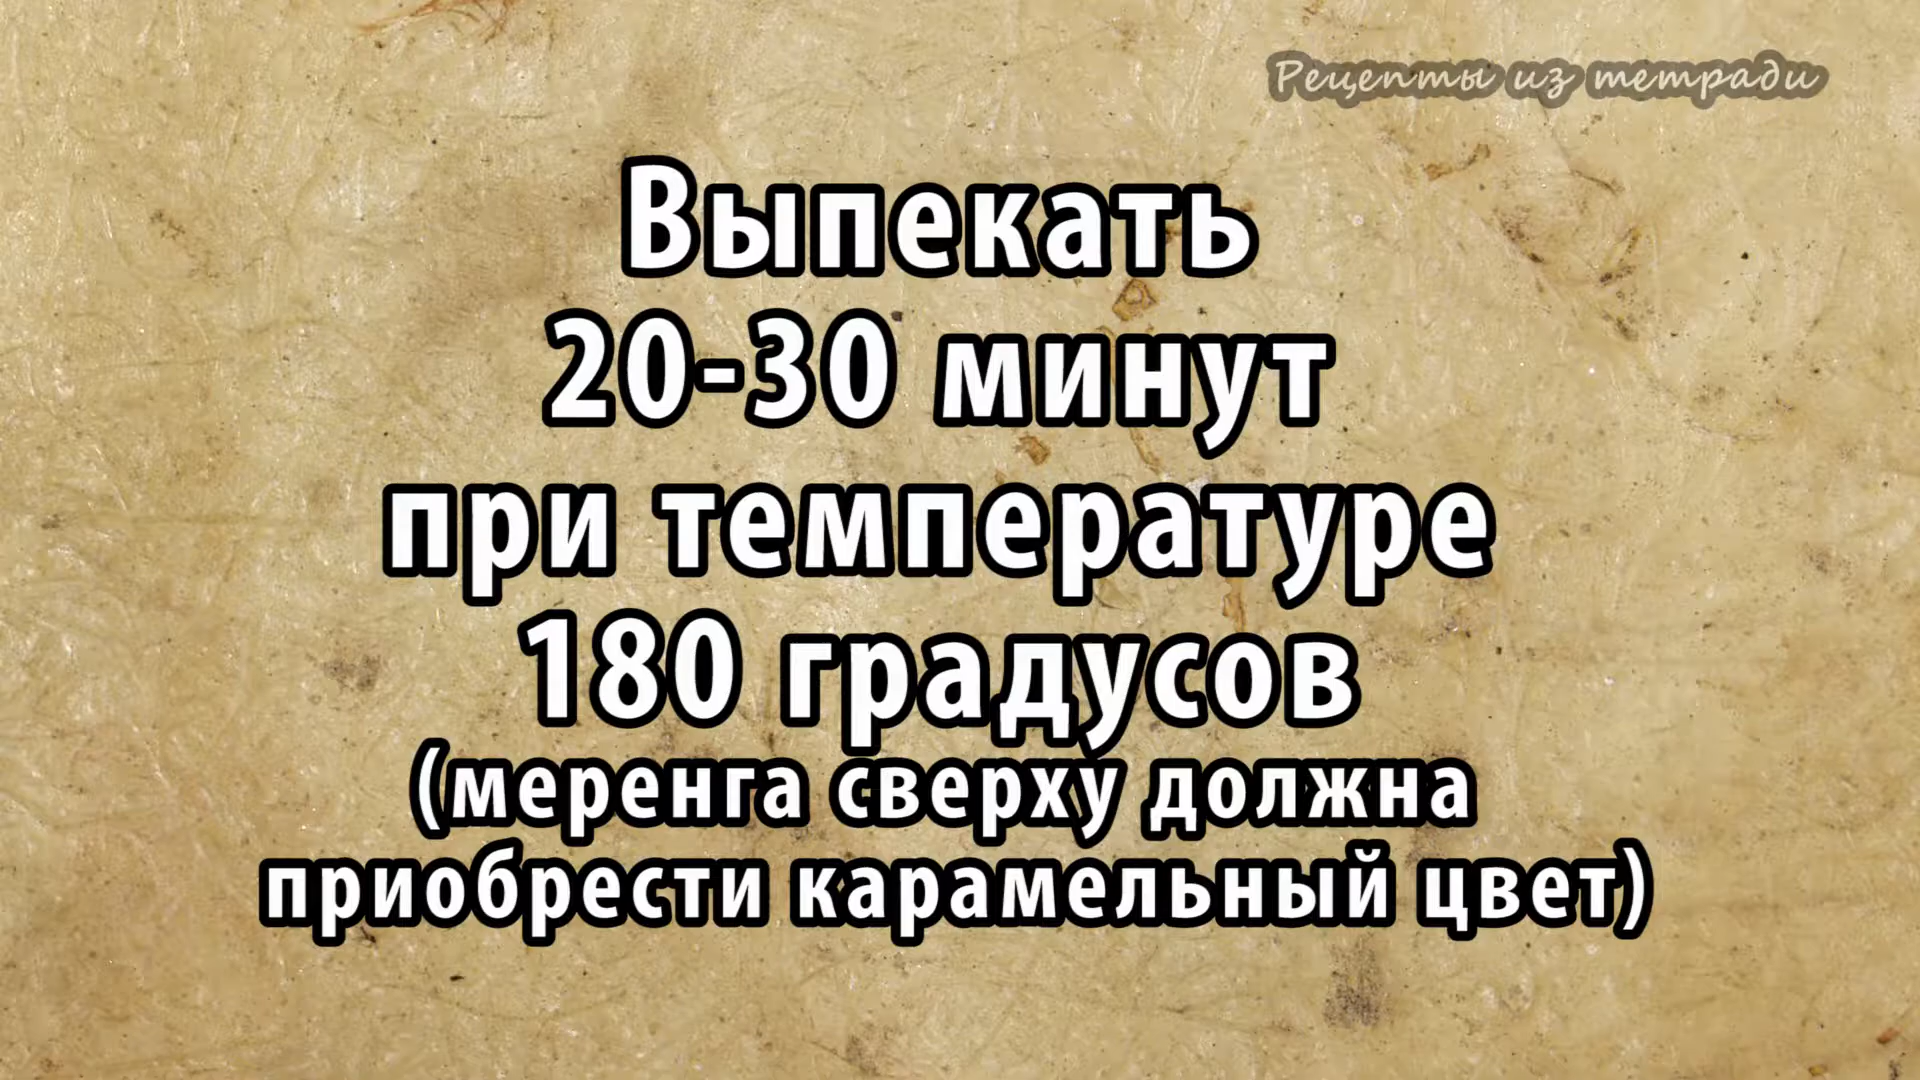 Рецепты из тетради
Выпекать
20-30 минут
при температуре
180 градусов
(меренга сверху должна
приобрести карамельный цвет)